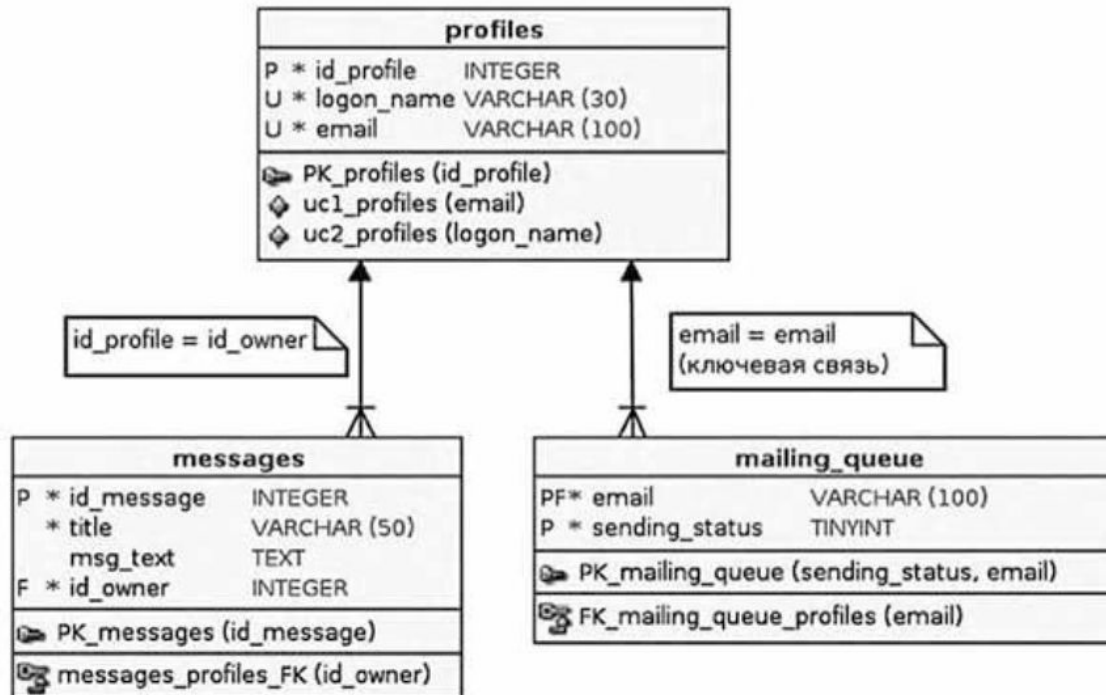 profiles
P * id_profile INTEGER
U * logon_name VARCHAR (30)
U * email VARCHAR (100)
PK_profiles (id_profile)
uc1_profiles (email)
uc2_profiles (logon_name)
id_profile = id_owner
email = email
(ключевая связь)
messages
P * id_message INTEGER
* title VARCHAR (50)
msg_text TEXT
F * id_owner INTEGER
PK_messages (id_message)
messages_profiles_FK (id_owner)
mailing_queue
PF* email VARCHAR (100)
P * sending_status TINYINT
PK_mailing_queue (sending_status, email)
FK_mailing_queue_profiles (email)